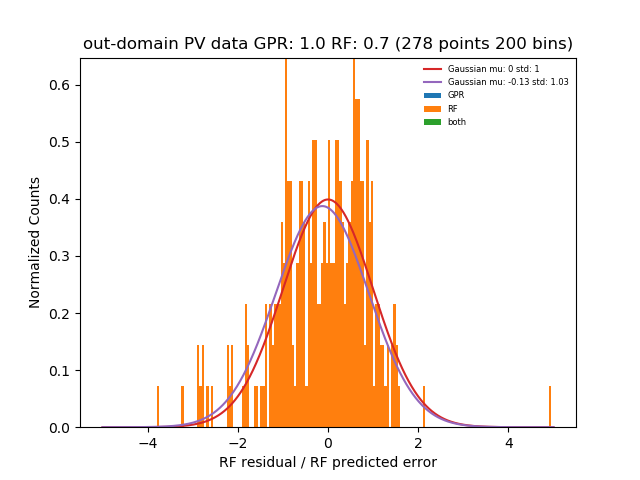 out-domain PV data GPR: 1.0 RF: 0.7 (278 points 200 bins)
Gaussian mu: 0 std: 1
Gaussian mu: -0.13 std: 1.03
GPR
RF
both
Normalized Counts
0.6
0.5
0.4
0.3
0.2
0.1
0.0
−4 −2 0 2 4
RF residual / RF predicted error